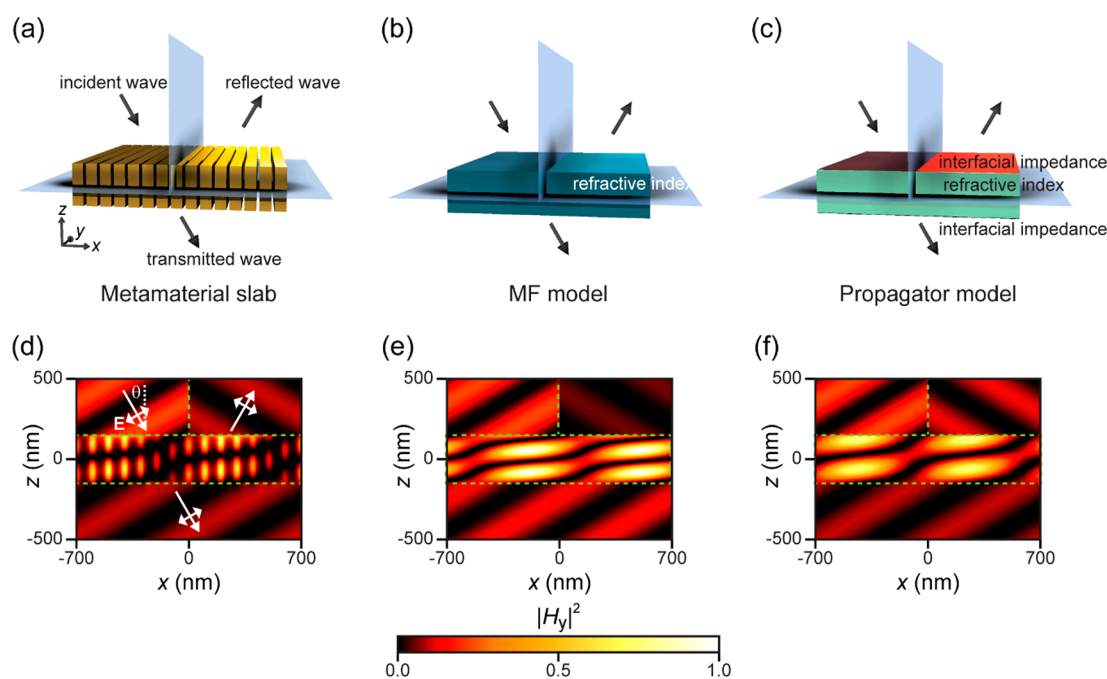 (a)
(b)
(c)
incident wave
reflected wave
z
y
x
transmitted wave
refractive index
interfacial impedance
refractive index
interfacial impedance
Metamaterial slab
MF model
Propagator model
(d)
(e)
(f)
500
0
-500
z (nm)
θ
E
-700
0
700
x (nm)
500
0
-500
z (nm)
-700
0
700
x (nm)
500
0
-500
z (nm)
-700
0
700
x (nm)
|Hy|2
0.0
0.5
1.0